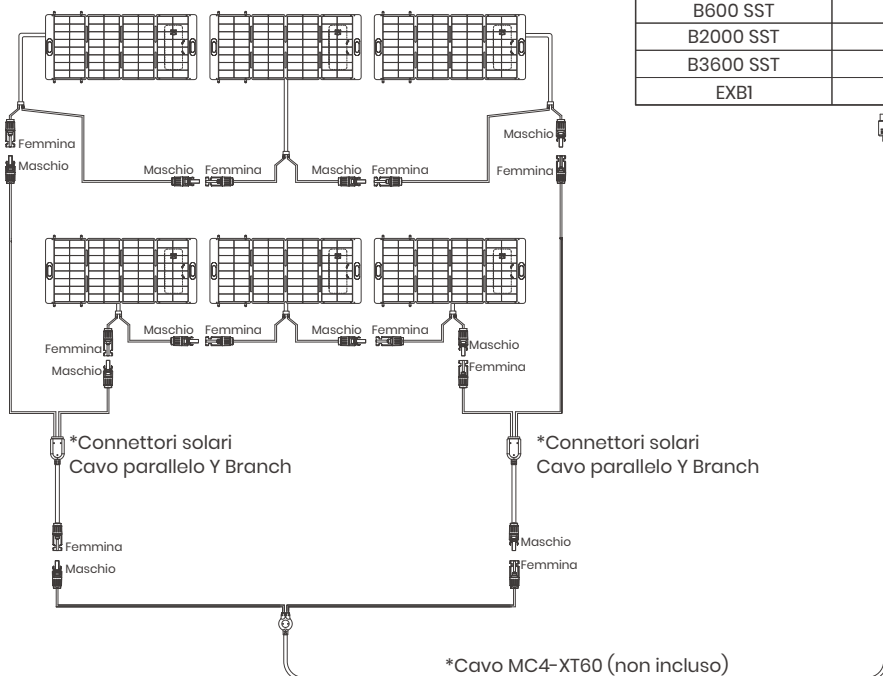 B600 SST
B2000 SST
B3600 SST
EXB1
Femmina
Maschio
Maschio Femmina Maschio Femmina
Maschio
Femmina
Maschio Femmina Maschio Femmina
Femmina
Maschio
Maschio
Femmina
*Connettori solari
Cavo parallelo Y Branch
*Connettori solari
Cavo parallelo Y Branch
Femmina
Maschio
Maschio
Femmina
*Cavo MC4-XT60 (non incluso)